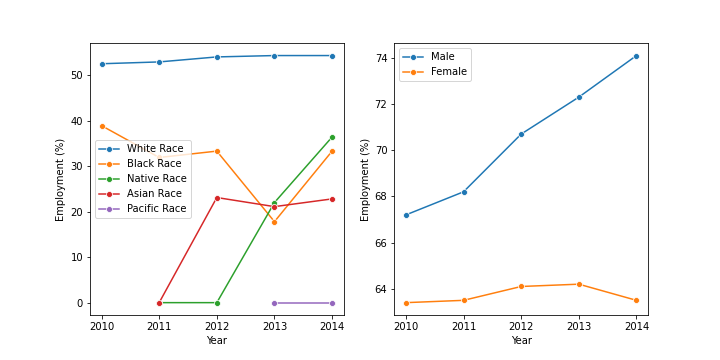 Employment (%)
50
40
30
20
10
0
White Race
Black Race
Native Race
Asian Race
Pacific Race
2010 2011 2012 2013 2014
Year
Employment (%)
74
72
70
68
66
64
Male
Female
2010 2011 2012 2013 2014
Year